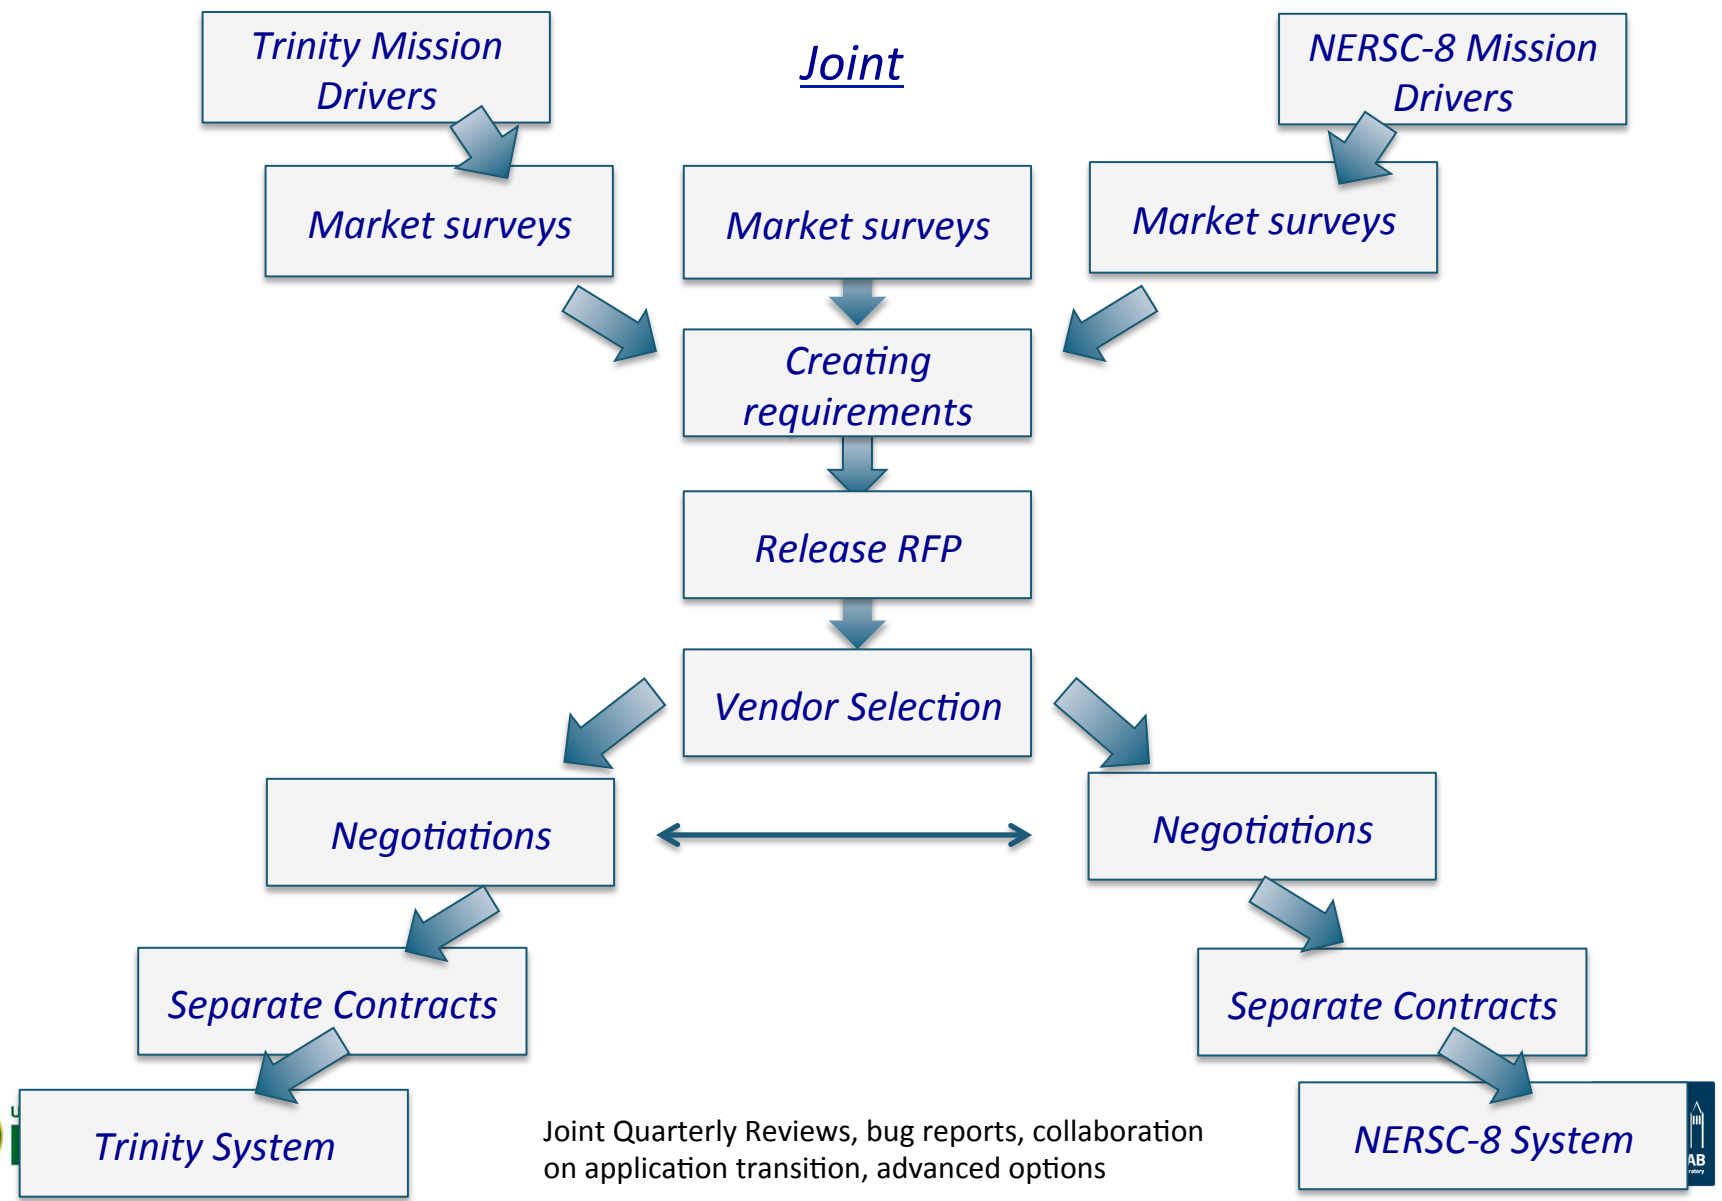 Trinity Mission
Drivers
Joint
NERSC-8 Mission
Drivers
Market surveys
Market surveys
Market surveys
Creating
requirements
Release RFP
Vendor Selection
Negotiations
Negotiations
Separate Contracts
Separate Contracts
Trinity System
Joint Quarterly Reviews, bug reports, collaboration
on application transition, advanced options
NERSC-8 System
U
AB
ratory